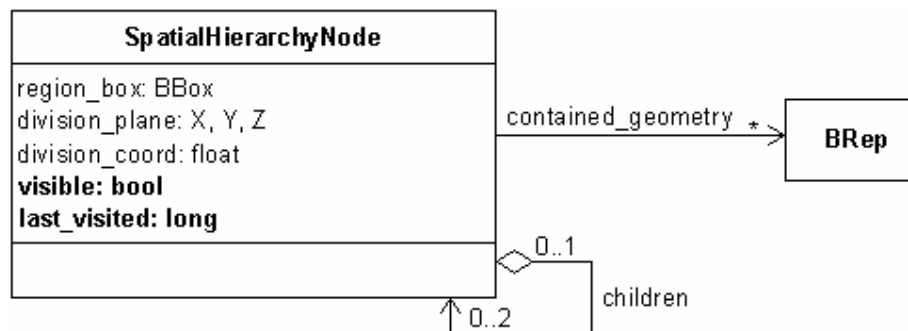 SpatialHierarchyNode
region_box: BBox
division_plane: X, Y, Z
division_coord: float
visible: bool
last_visited: long
contained_geometry
*
BRep
0..1
children
0..2